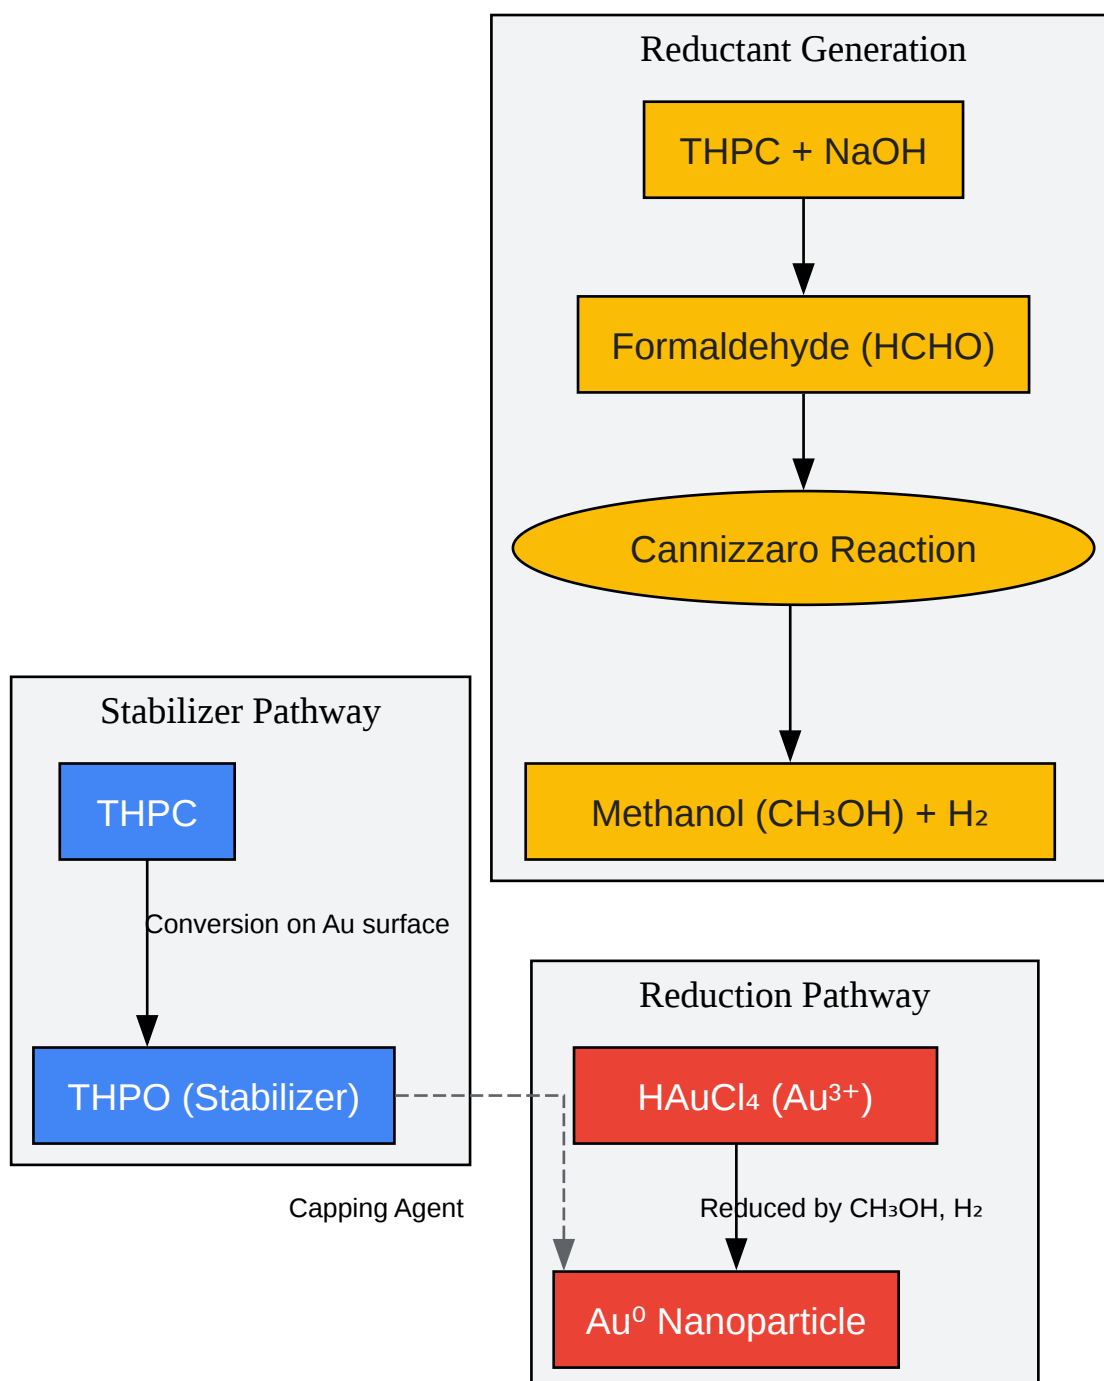 Reductant Generation
THPC + NaOH
Formaldehyde (HCHO)
Cannizzaro Reaction
Methanol (CH₃OH) + H₂
Stabilizer Pathway
THPC
Conversion on Au surface
THPO (Stabilizer)
Capping Agent
Reduction Pathway
HAuCl₄ (Au³⁺)
Reduced by CH₃OH, H₂
Au⁰ Nanoparticle